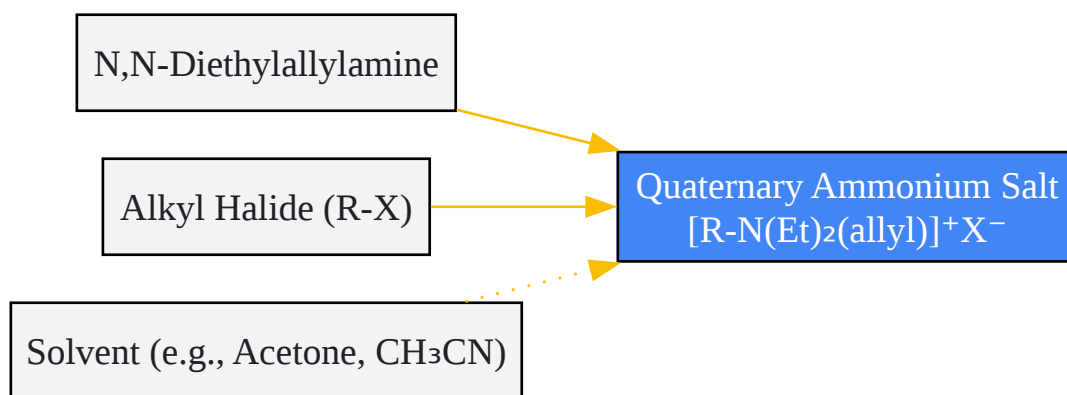 N,N-Diethylallylamine
Alkyl Halide (R-X)
Solvent (e.g., Acetone, CH₃CN)
Quaternary Ammonium Salt
[R-N(Et)₂(allyl)]⁺X⁻